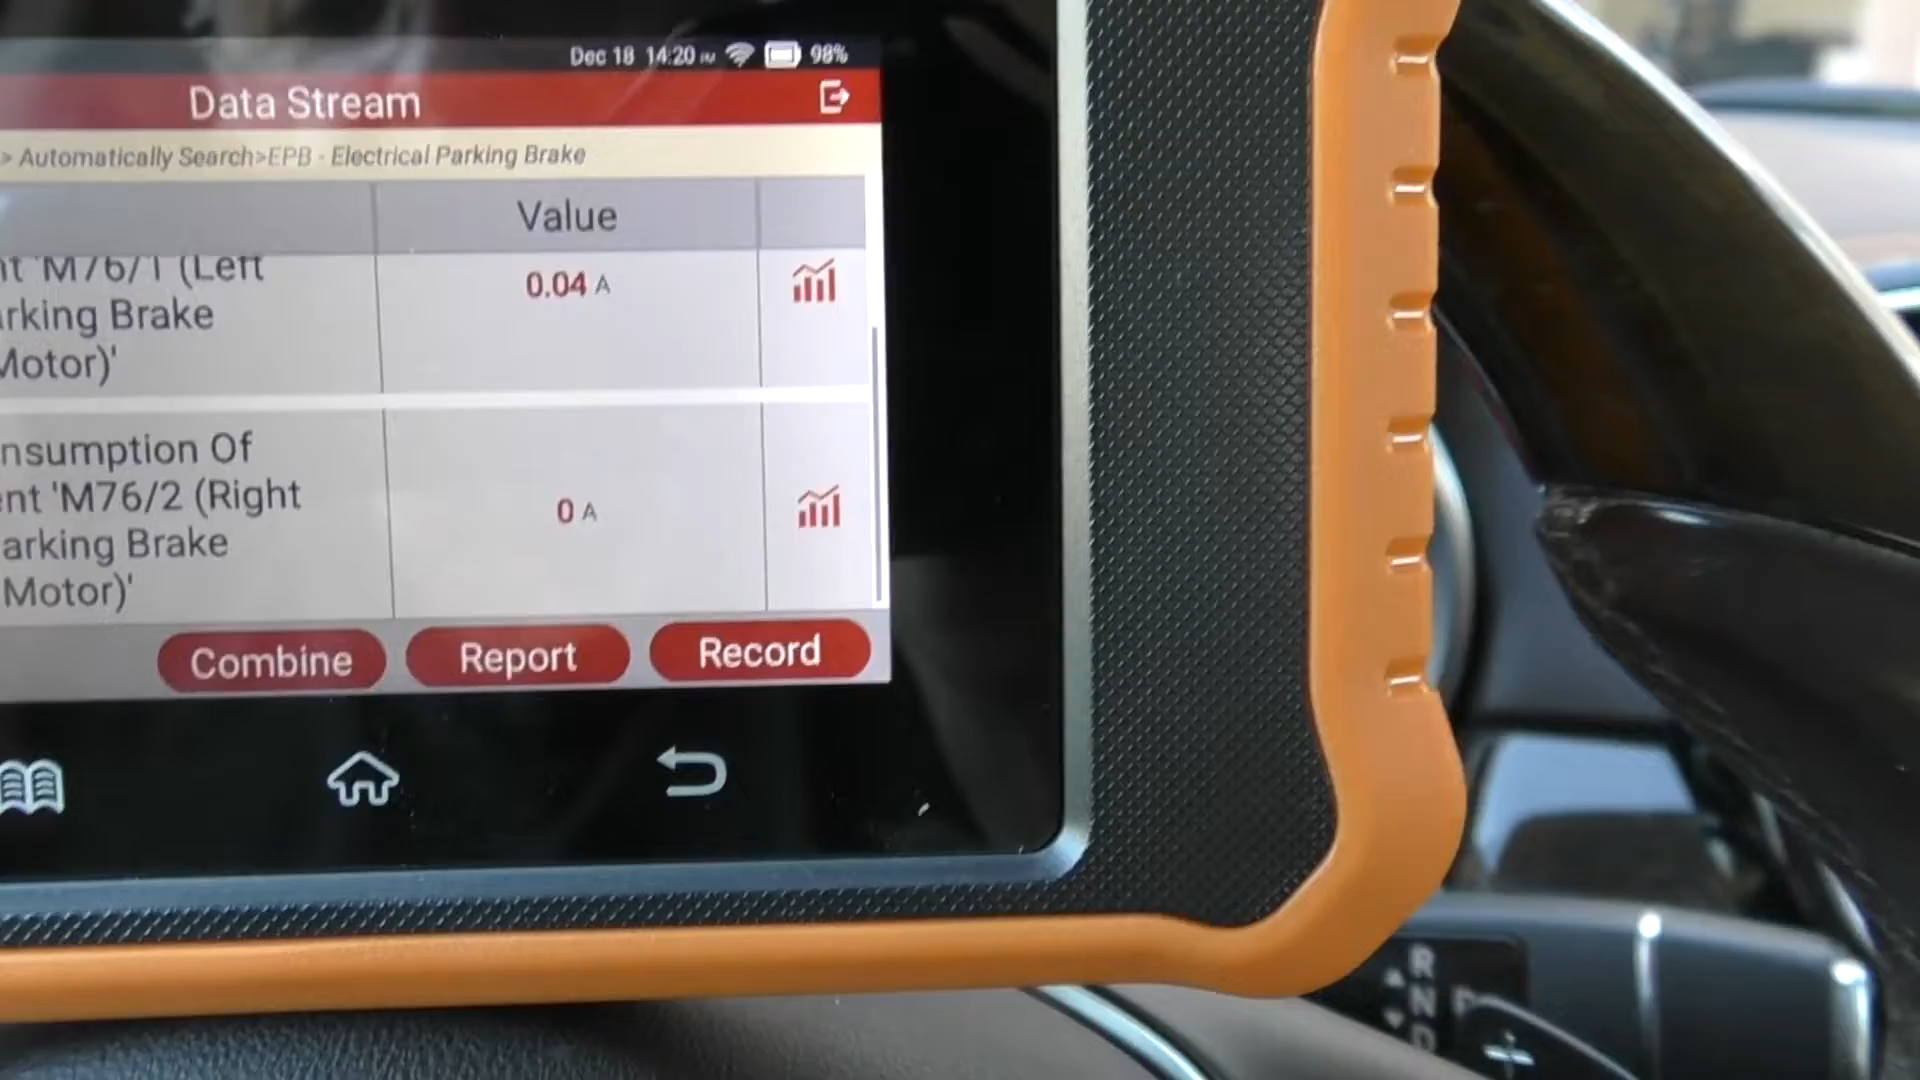 Dec 18 14:20 98%
Data Stream
> Automatically Search>EPB - Electrical Parking Brake
Value
nt 'M76/1 (Left
arking Brake
Motor)'
0.04 A
nsumption Of
ent 'M76/2 (Right
arking Brake
Motor)'
0 A
Combine Report Record
R
N P
D